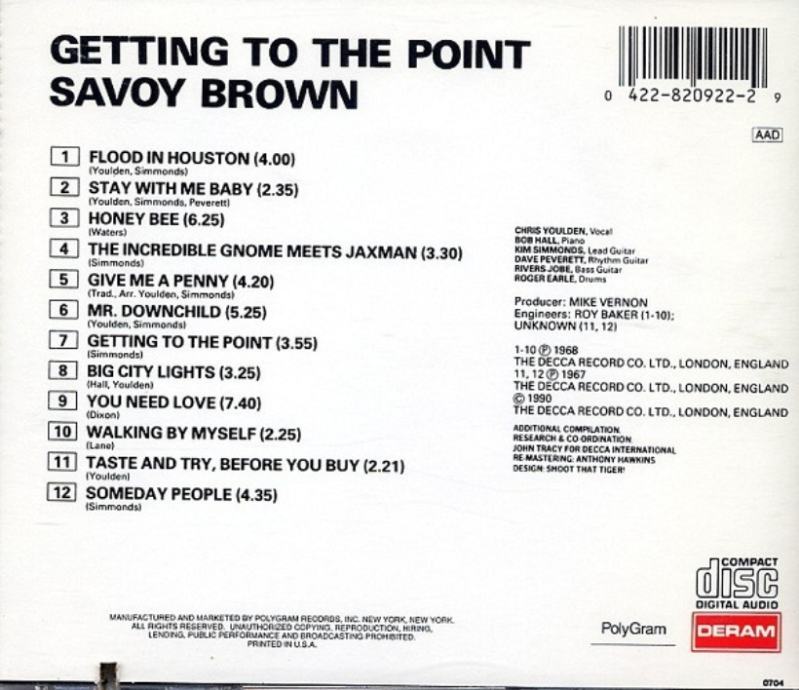 GETTING TO THE POINT
SAVOY BROWN
0 422-820922-2 9
AAD
1 FLOOD IN HOUSTON (4.00)
(Youlden, Simmonds)
2 STAY WITH ME BABY (2.35)
(Youlden, Simmonds, Peverett)
3 HONEY BEE (6.25)
(Waters)
4 THE INCREDIBLE GNOME MEETS JAXMAN (3.30)
(Simmonds)
5 GIVE ME A PENNY (4.20)
(Trad., Arr. Youlden, Simmonds)
6 MR. DOWNCHILD (5.25)
(Youlden, Simmonds)
7 GETTING TO THE POINT (3.55)
(Simmonds)
8 BIG CITY LIGHTS (3.25)
(Hall, Youlden)
9 YOU NEED LOVE (7.40)
(Dixon)
10 WALKING BY MYSELF (2.25)
(Lane)
11 TASTE AND TRY, BEFORE YOU BUY (2.21)
(Youlden)
12 SOMEDAY PEOPLE (4.35)
(Simmonds)
CHRIS YOULDEN, Vocal
BOB HALL, Piano
KIM SIMMONDS, Lead Guitar
DAVE PEVERETT, Rhythm Guitar
RIVERS JOBE, Bass Guitar
ROGER EARLE, Drums
Producer: MIKE VERNON
Engineers: ROY BAKER (1-10);
UNKNOWN (11, 12)
1-10 Ⓟ 1968
THE DECCA RECORD CO. LTD., LONDON, ENGLAND
11, 12 Ⓟ 1967
THE DECCA RECORD CO. LTD., LONDON, ENGLAND
© 1990
THE DECCA RECORD CO. LTD., LONDON, ENGLAND
ADDITIONAL COMPILATION,
RESEARCH & CO ORDINATION:
JOHN TRACY FOR DECCA INTERNATIONAL
RE-MASTERING: ANTHONY HAWKINS
DESIGN: SHOOT THAT TIGER!
COMPACT
disc
DIGITAL AUDIO
MANUFACTURED AND MARKETED BY POLYGRAM RECORDS, INC. NEW YORK, NEW YORK.
ALL RIGHTS RESERVED. UNAUTHORIZED COPYING, REPRODUCTION, HIRING,
LENDING, PUBLIC PERFORMANCE AND BROADCASTING PROHIBITED.
PRINTED IN U.S.A.
PolyGram
DERAM
0704